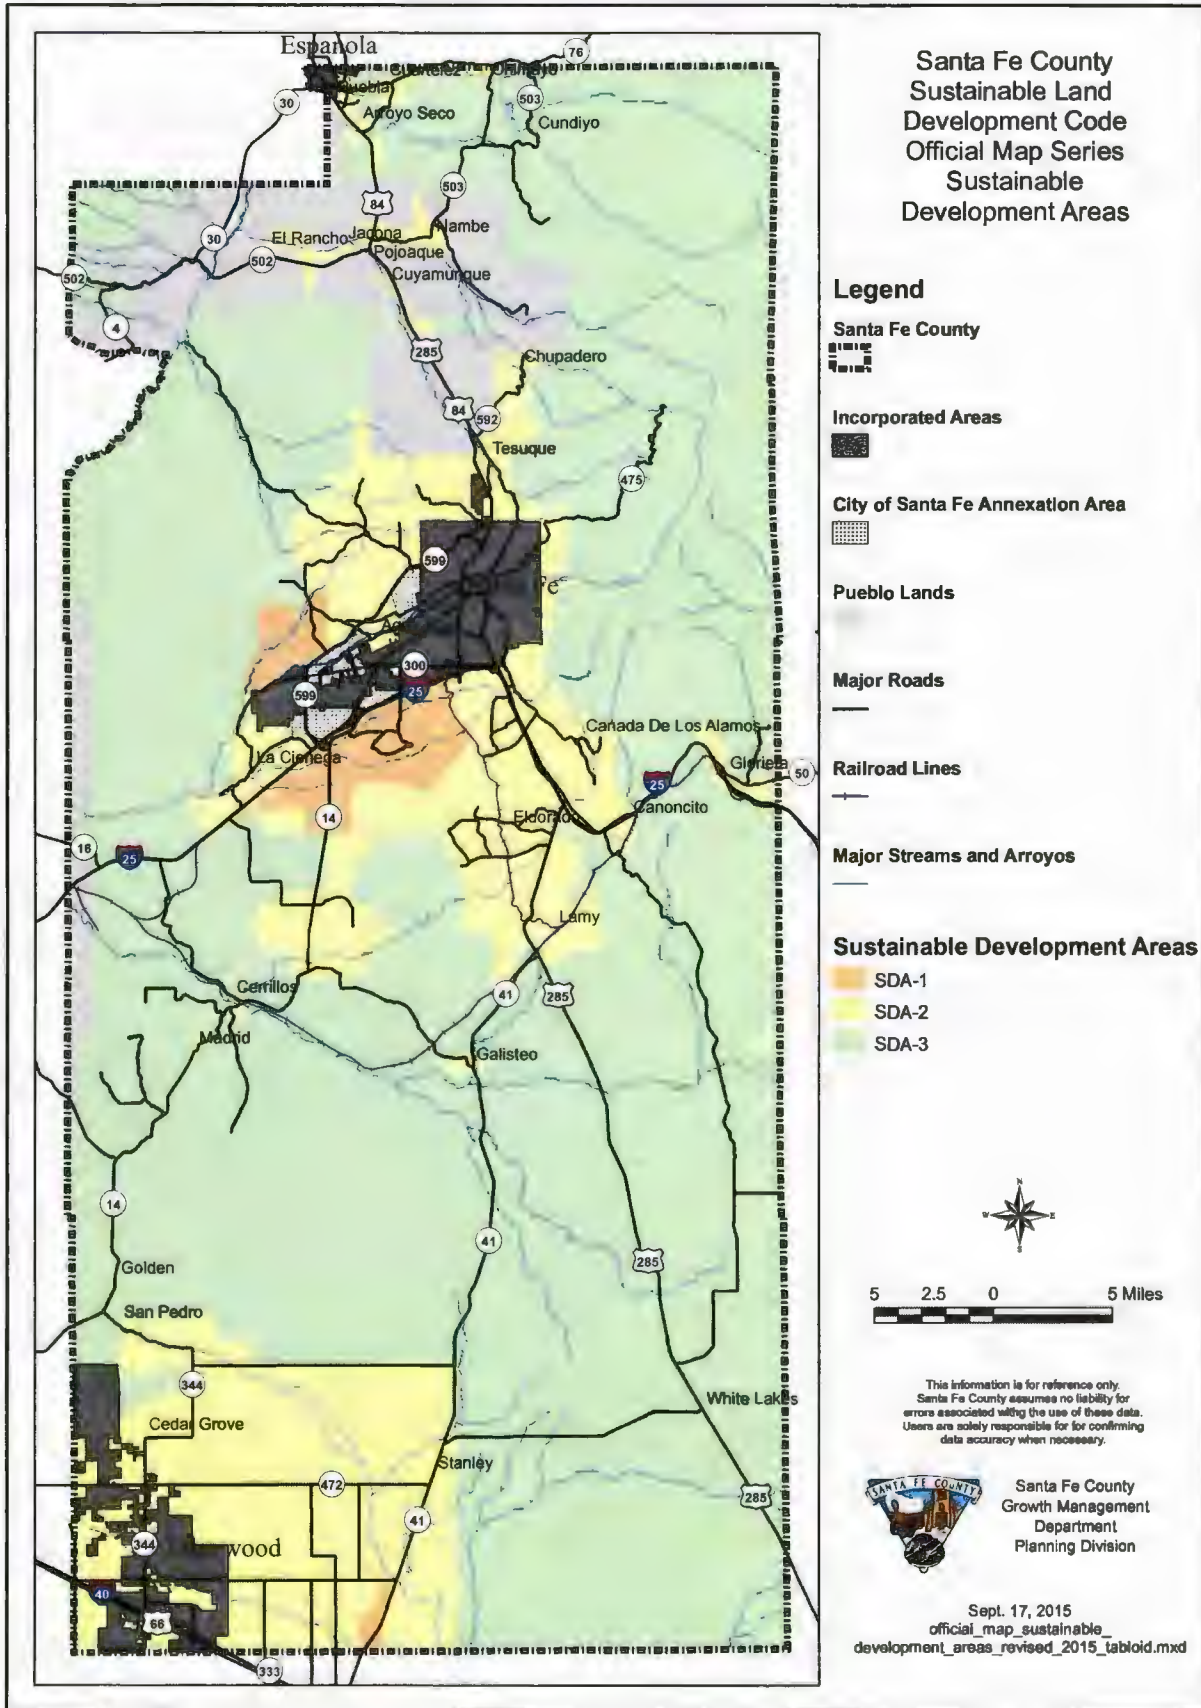 Santa Fe County
Sustainable Land
Development Code
Official Map Series
Sustainable
Development Areas
Legend
Santa Fe County
Incorporated Areas
City of Santa Fe Annexation Area
Pueblo Lands
Major Roads
Railroad Lines
Major Streams and Arroyos
Sustainable Development Areas
SDA-1
SDA-2
SDA-3
N
W E
S
5 2.5 0 5 Miles
This information is for reference only.
Santa Fe County assumes no liability for
errors associated withg the use of these data.
Users are solely responsible for for confirming
data accuracy when necessary.
SANTA FE COUNTY
Santa Fe County
Growth Management
Department
Planning Division
Sept. 17, 2015
official_map_sustainable_
development_areas_revised_2015_tabloid.mxd
Espanola
76
30
503
Arroyo Seco
Cundiyo
503
84
30
El Rancho
Jacona
Nambe
502
Pojoaque
502
Cuyamungue
4
285
Chupadero
84
592
Tesuque
475
599
300
599
25
Canada De Los Alamos
La Cienega
Glorieta
50
25
14
Eldorado
Canoncito
16
25
Lamy
Cerrillos
41
285
Madrid
Galisteo
14
41
285
Golden
San Pedro
344
White Lakes
Cedar Grove
Stanley
472
285
41
344
wood
40
66
333